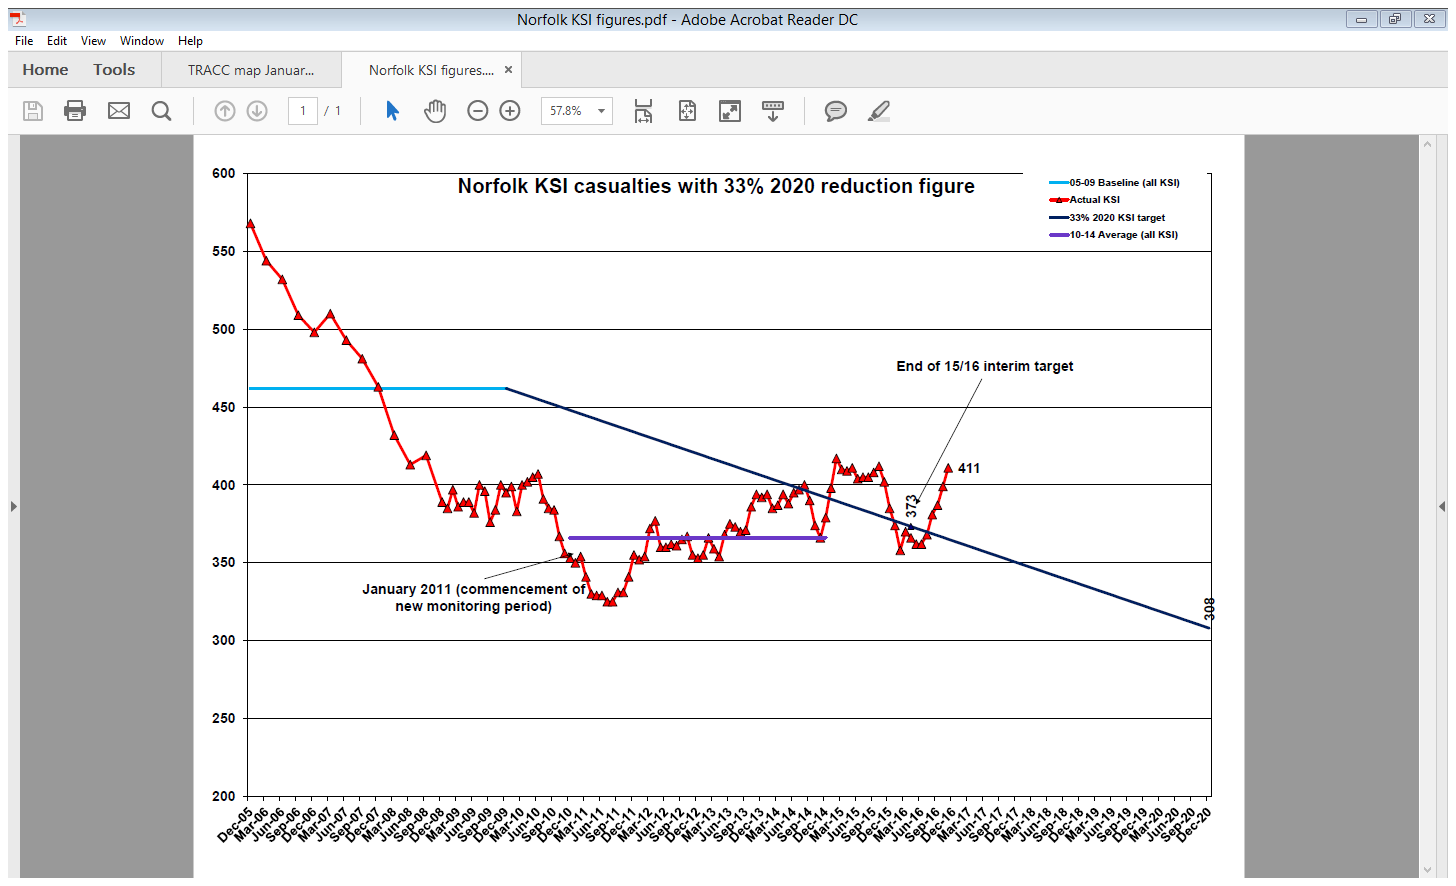 Norfolk KSI figures.pdf - Adobe Acrobat Reader DC
File Edit View Window Help
Home Tools TRACC map Januar... Norfolk KSI figures....
1 / 1 57.8%
Norfolk KSI casualties with 33% 2020 reduction figure
05-09 Baseline (all KSI)
Actual KSI
33% 2020 KSI target
10-14 Average (all KSI)
600
550
500
450
400
350
300
250
200
End of 15/16 interim target
411
373
January 2011 (commencement of
new monitoring period)
308
Dec-05 Mar-06 Jun-06 Sep-06 Dec-06 Mar-07 Jun-07 Sep-07 Dec-07 Mar-08 Jun-08 Sep-08 Dec-08 Mar-09 Jun-09 Sep-09 Dec-09 Mar-10 Jun-10 Sep-10 Dec-10 Mar-11 Jun-11 Sep-11 Dec-11 Mar-12 Jun-12 Sep-12 Dec-12 Mar-13 Jun-13 Sep-13 Dec-13 Mar-14 Jun-14 Sep-14 Dec-14 Mar-15 Jun-15 Sep-15 Dec-15 Mar-16 Jun-16 Sep-16 Dec-16 Mar-17 Jun-17 Sep-17 Dec-17 Mar-18 Jun-18 Sep-18 Dec-18 Mar-19 Jun-19 Sep-19 Dec-19 Mar-20 Jun-20 Sep-20 Dec-20